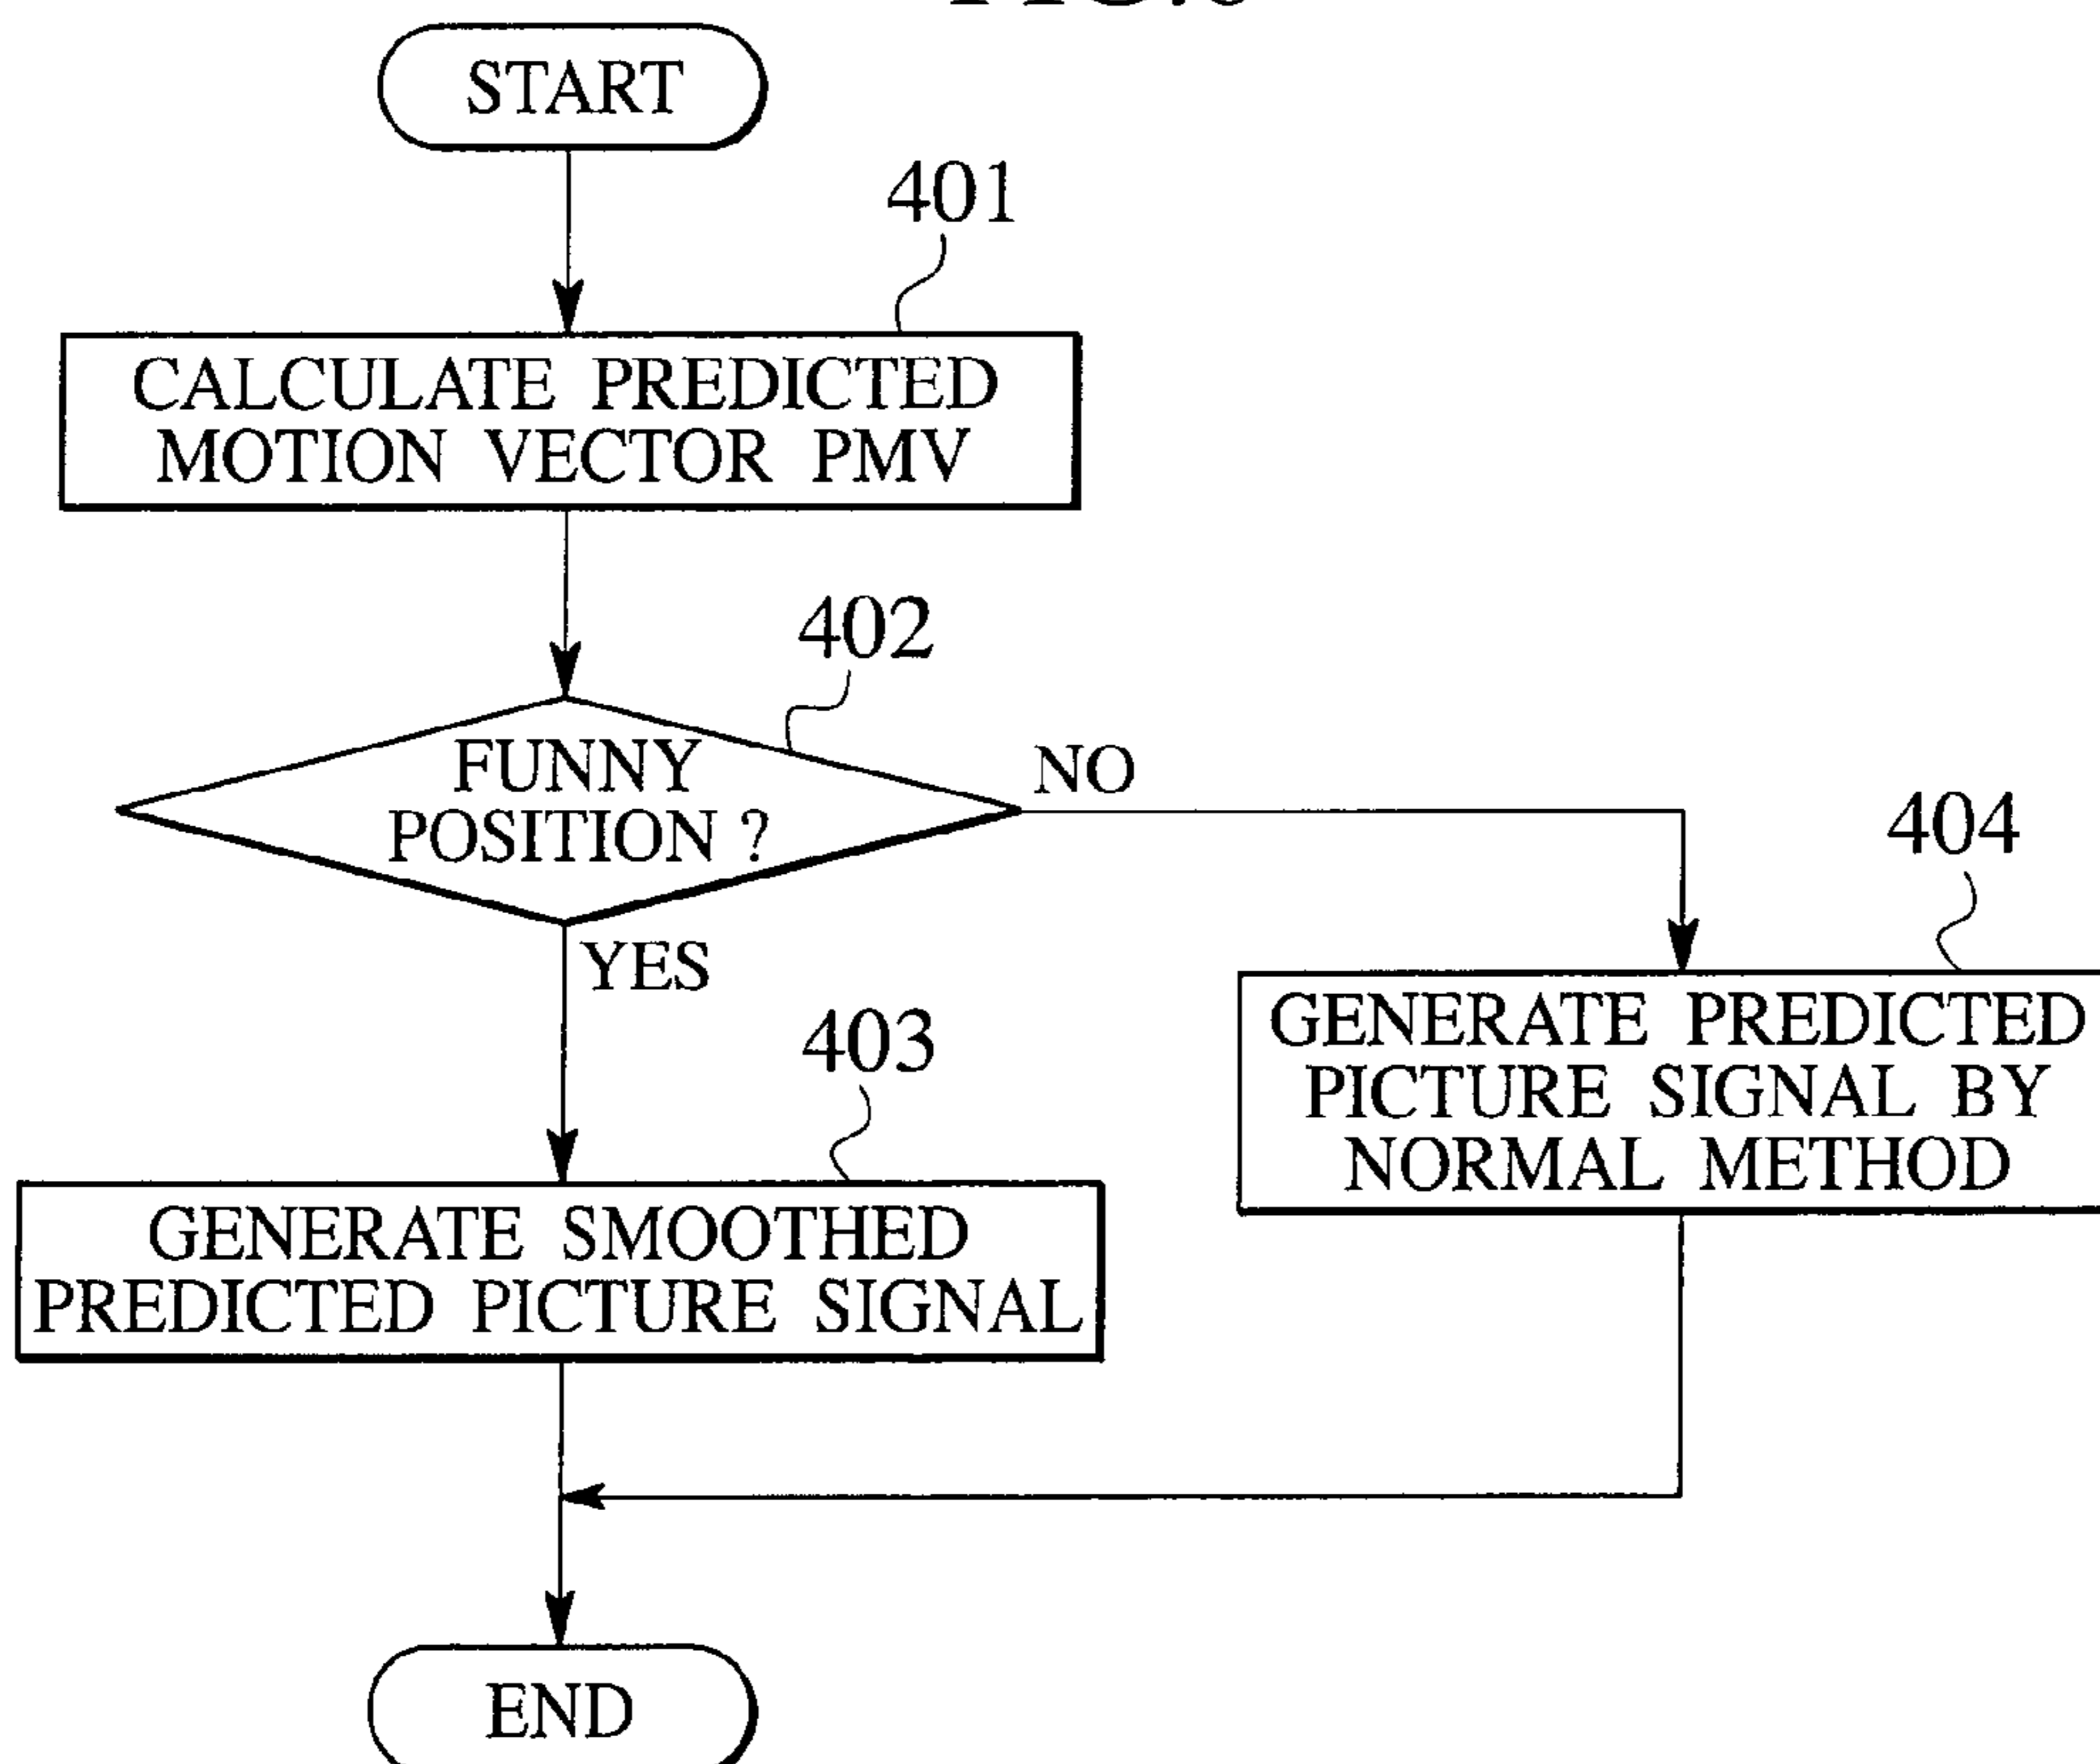 START
401
CALCULATE PREDICTED
MOTION VECTOR PMV
402
FUNNY
POSITION ?
NO
YES
404
GENERATE PREDICTED
PICTURE SIGNAL BY
NORMAL METHOD
403
GENERATE SMOOTHED
PREDICTED PICTURE SIGNAL
END